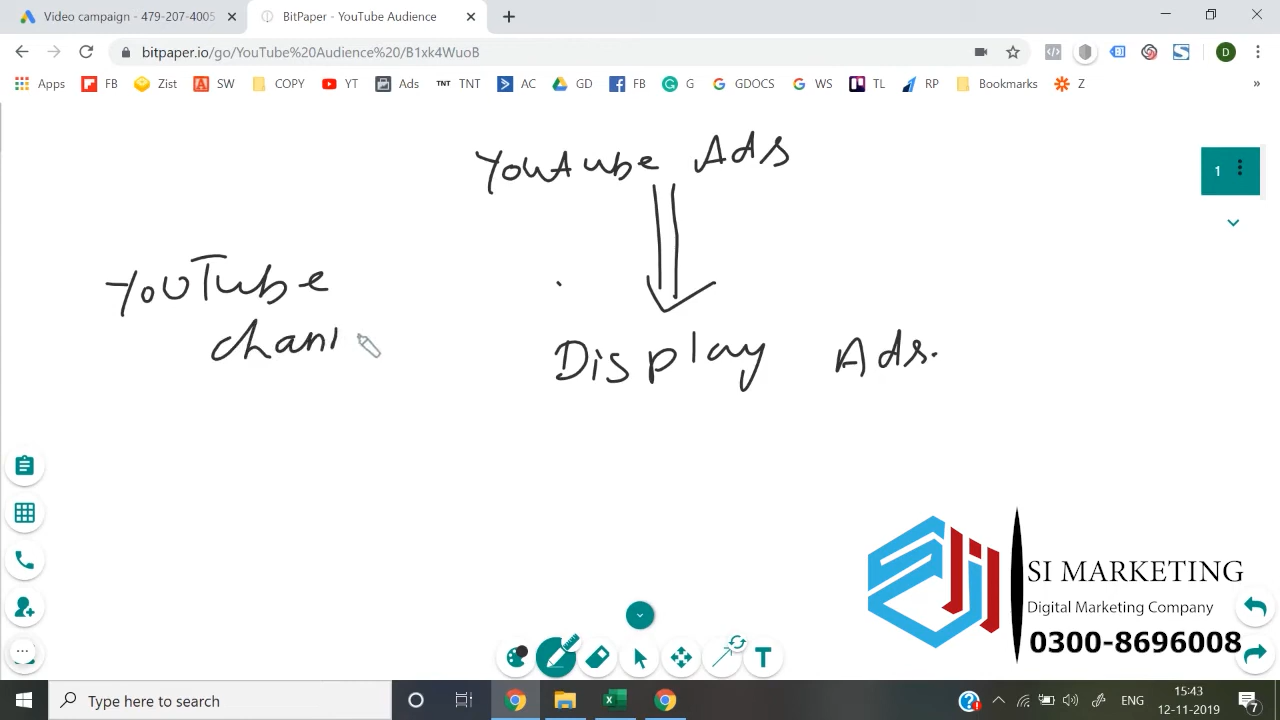 Video campaign - 479-207-4005
BitPaper - YouTube Audience
bitpaper.io/go/YouTube%20Audience%20/B1xk4WuoB
D
Apps FB Zist SW COPY YT Ads TNT TNT AC GD FB G GDOCS WS TL RP Bookmarks Z »
YouTube Ads
1
YouTube
chann
Display Ads.
SI MARKETING
Digital Marketing Company
0300-8696008
T
Type here to search
ENG
15:43
12-11-2019
7